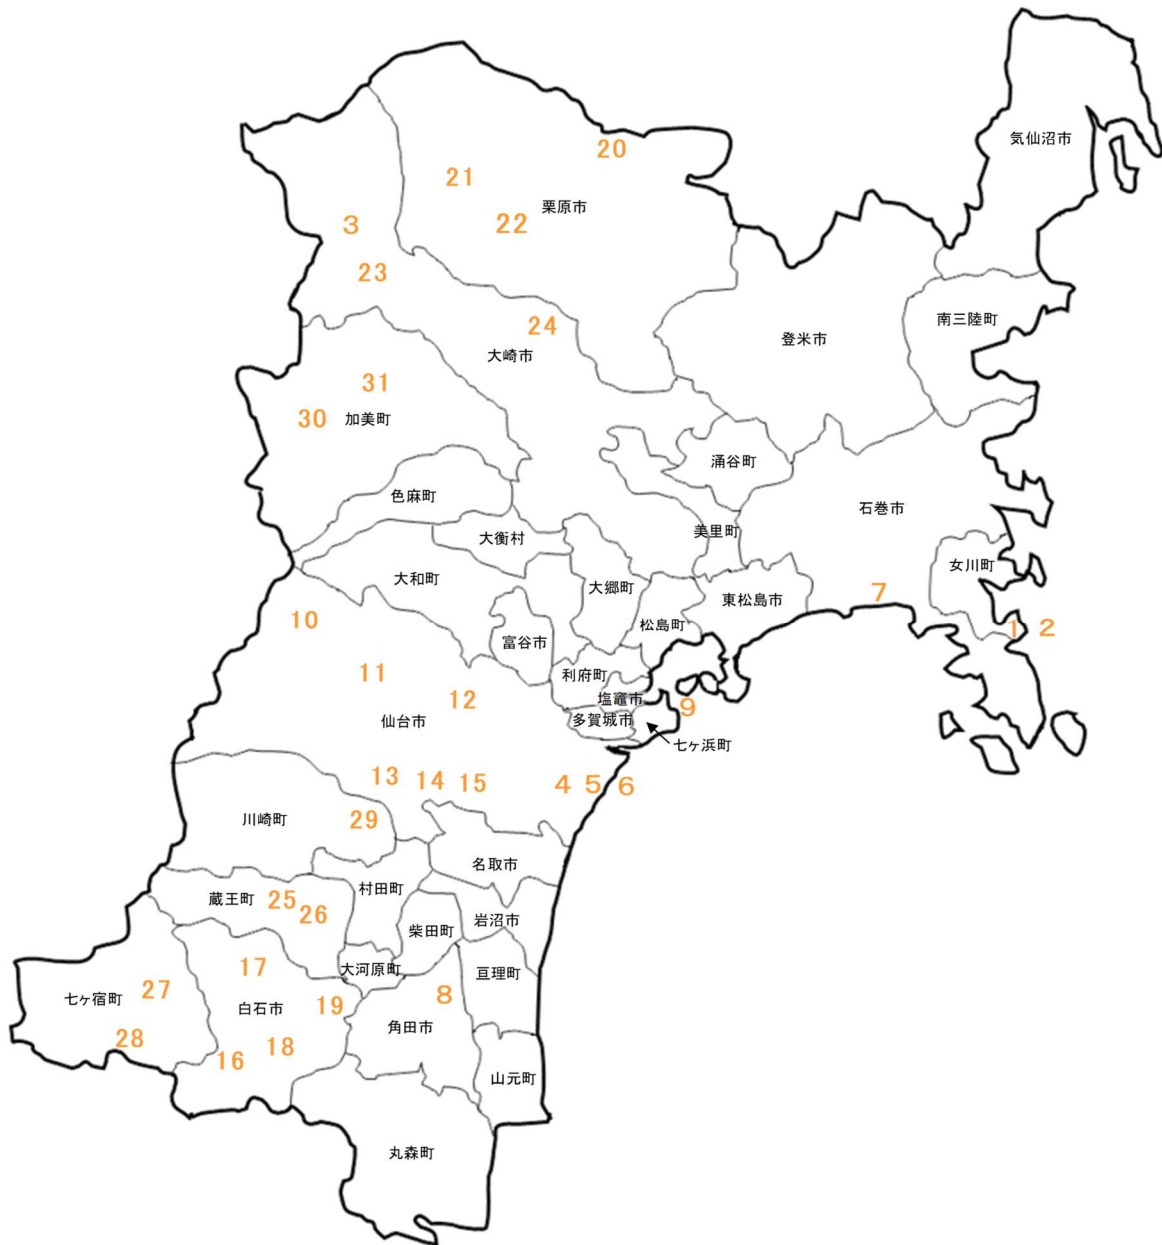 気仙沼市
20
21
栗原市
22
3
23
24
南三陸町
登米市
大崎市
31
30
加美町
涌谷町
色麻町
石巻市
美里町
大衡村
女川町
大和町
大郷町
東松島市
7
10
松島町
1
2
富谷市
11
利府町
12
塩竈市
9
仙台市
多賀城市
七ヶ浜町
13
14
15
4
5
6
川崎町
29
名取市
村田町
蔵王町
25
26
岩沼市
柴田町
17
大河原町
亘理町
27
七ヶ宿町
8
19
白石市
角田市
28
18
16
山元町
丸森町